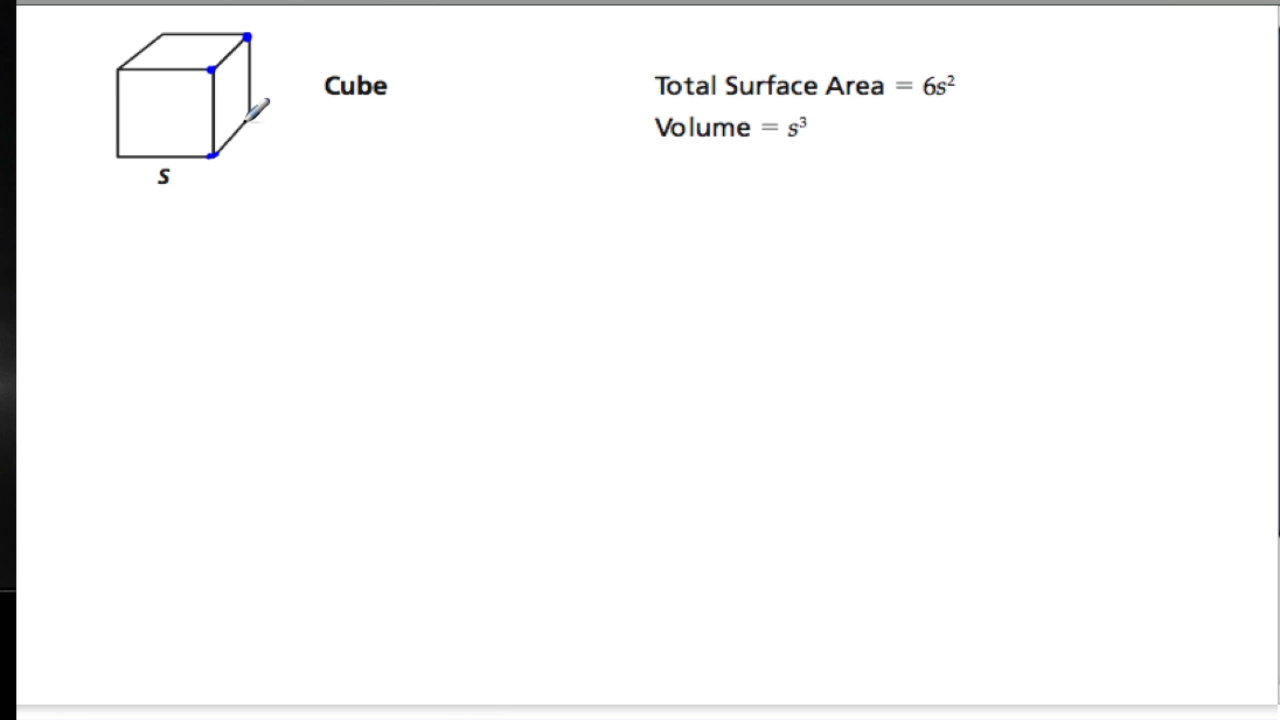 Cube
Total Surface Area = 6s²
Volume = s³
s